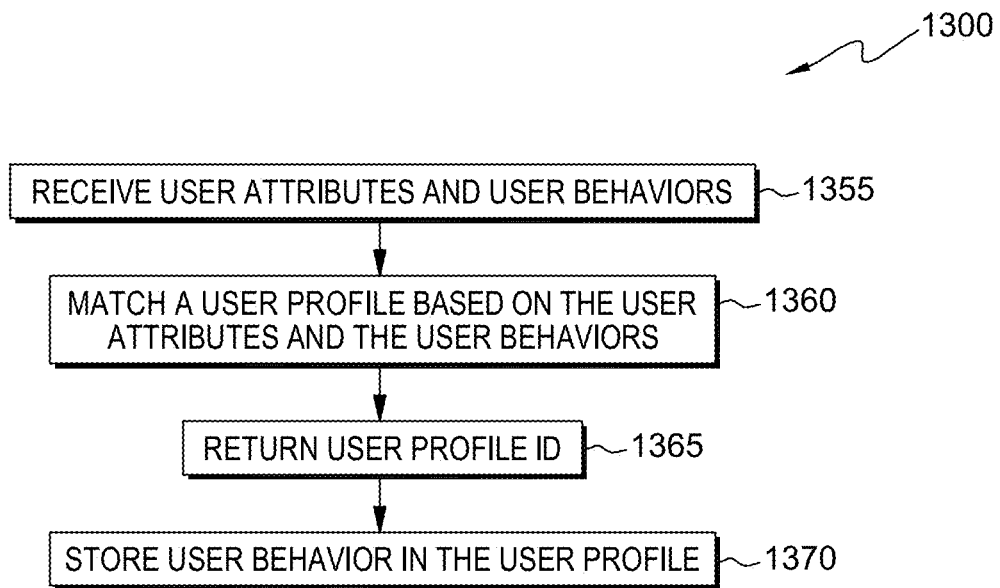 1300
RECEIVE USER ATTRIBUTES AND USER BEHAVIORS
1355
MATCH A USER PROFILE BASED ON THE USER
ATTRIBUTES AND THE USER BEHAVIORS
1360
RETURN USER PROFILE ID
1365
STORE USER BEHAVIOR IN THE USER PROFILE
1370